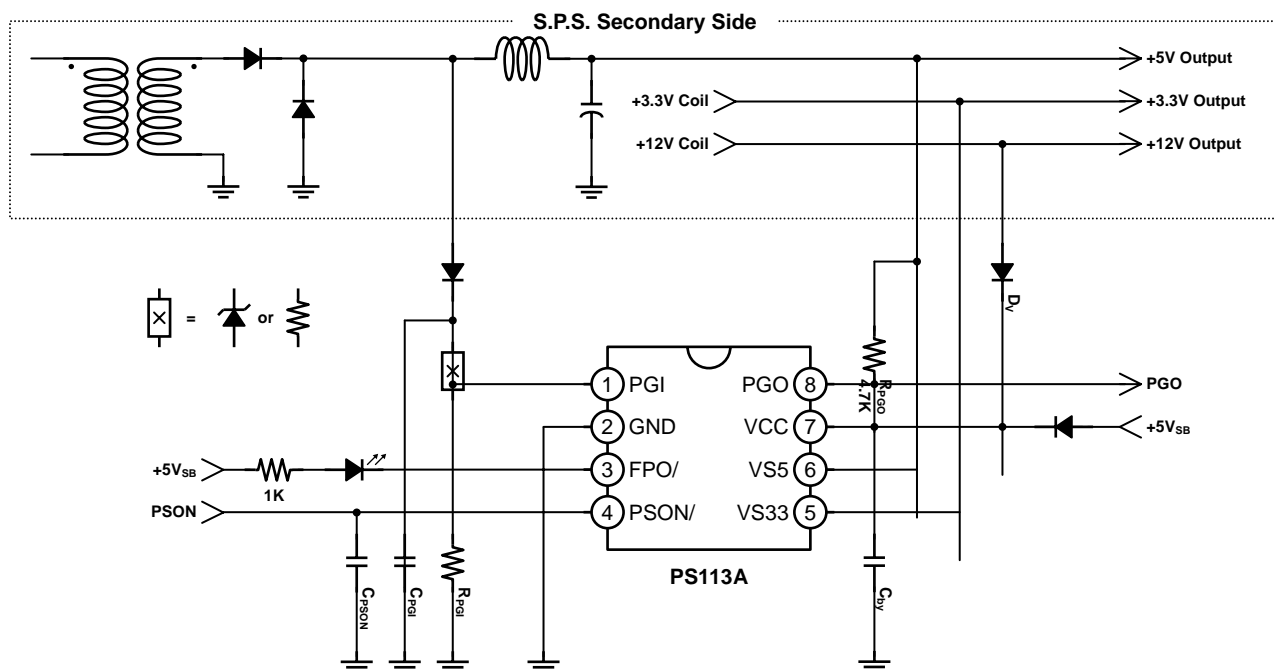 S.P.S. Secondary Side
+5V Output
+3.3V Coil
+3.3V Output
+12V Coil
+12V Output
DV
= or
RPGO
4.7K
1 PGI
PGO 8
PGO
2 GND
VCC 7
+5VSB
+5VSB
1K
3 FPO/
VS5 6
PSON
4 PSON/
VS33 5
PS113A
CPSON
CPGI
RPGI
Cby